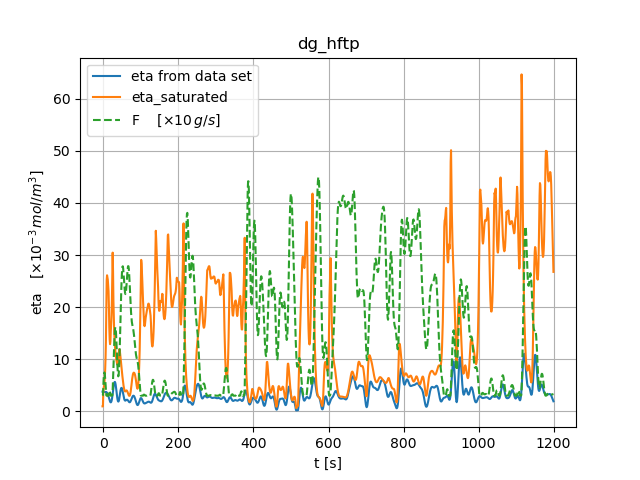 dg_hftp
eta from data set
eta_saturated
F [×10 g/s]
eta [×10⁻³ mol/m³]
60
50
40
30
20
10
0
0 200 400 600 800 1000 1200
t [s]